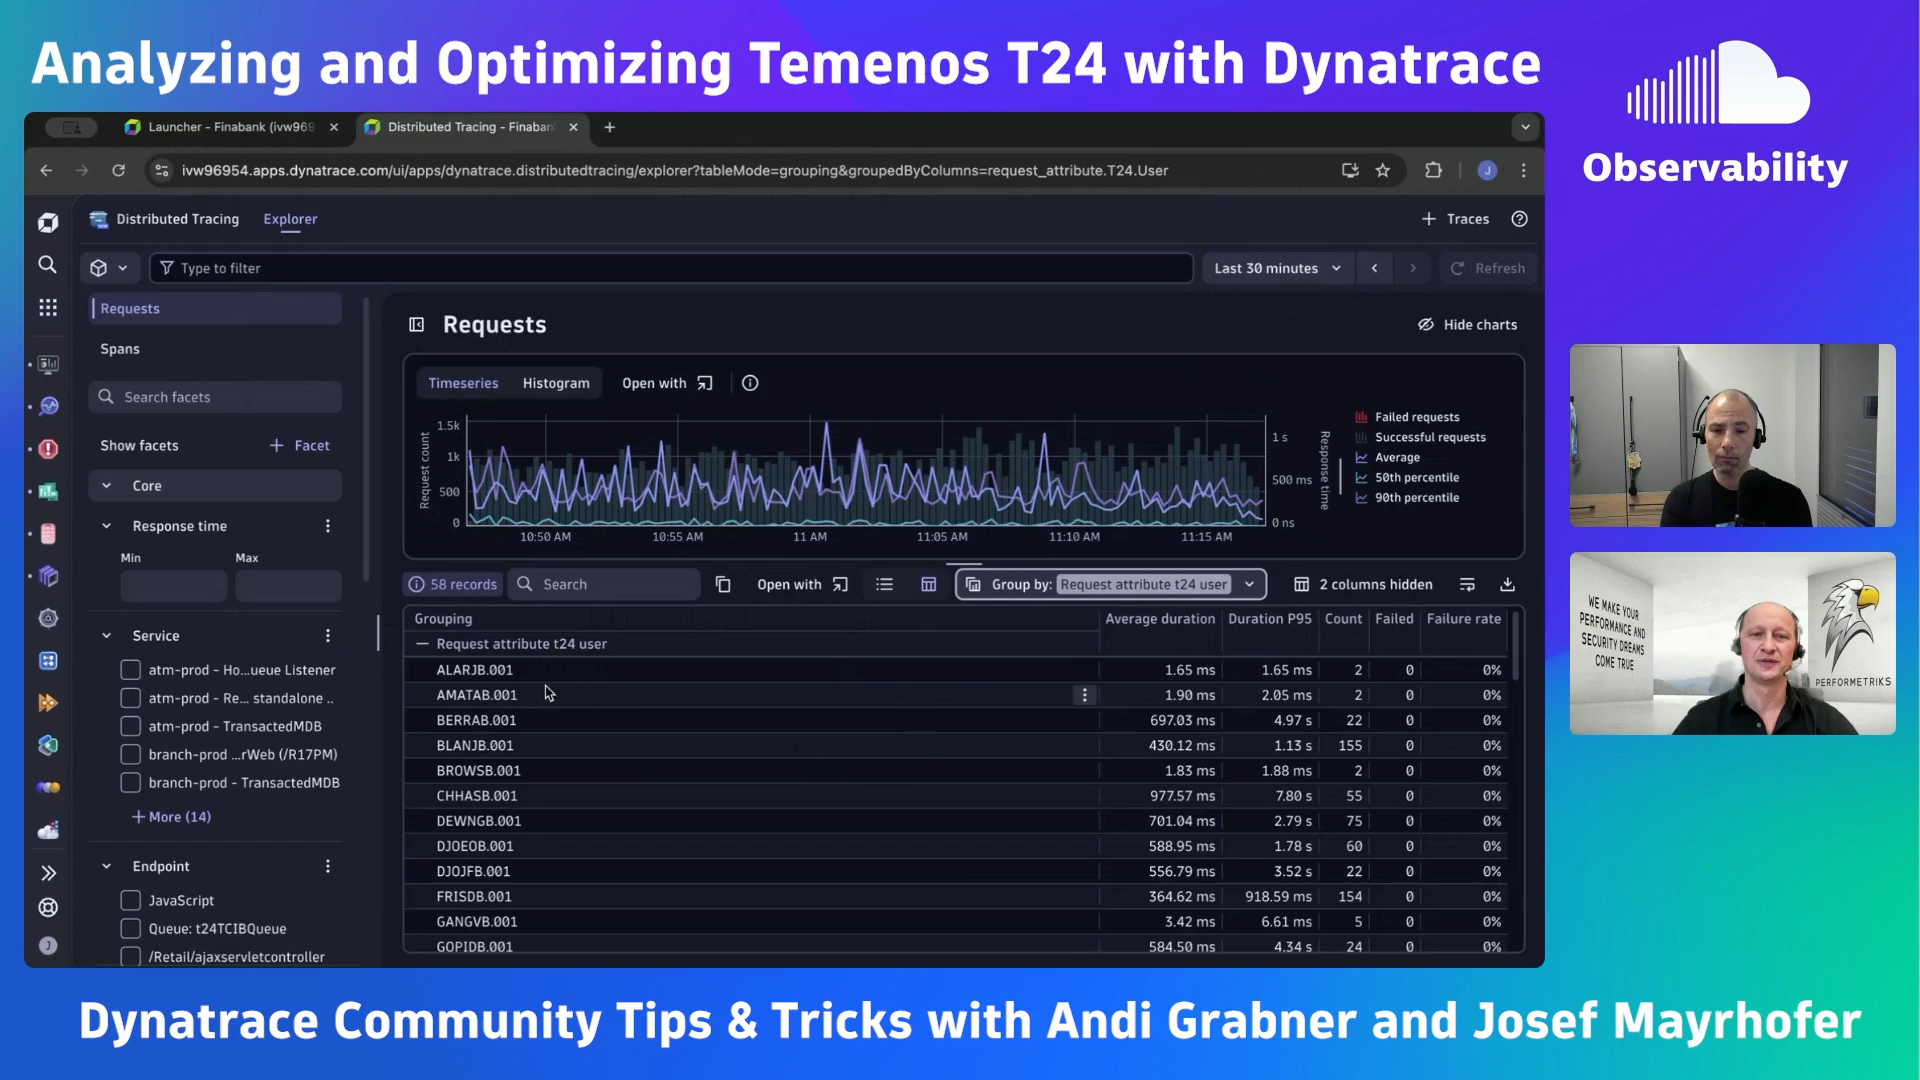 Analyzing and Optimizing Temenos T24 with Dynatrace
Observability
Launcher - Finabank (ivw969
Distributed Tracing - Finaban
ivw96954.apps.dynatrace.com/ui/apps/dynatrace.distributedtracing/explorer?tableMode=grouping&groupedByColumns=request_attribute.T24.User
J
Distributed Tracing
Explorer
Traces
Type to filter
Last 30 minutes
Refresh
Requests
Spans
Search facets
Show facets
Facet
Core
Response time
Min
Max
Service
atm-prod - Ho...ueue Listener
atm-prod - Re... standalone ..
atm-prod - TransactedMDB
branch-prod ...rWeb (/R17PM)
branch-prod - TransactedMDB
More (14)
Endpoint
JavaScript
Queue: t24TCIBQueue
/Retail/ajaxservletcontroller
J
Requests
Hide charts
Timeseries
Histogram
Open with
Request count
1.5k
1k
500
0
10:50 AM
10:55 AM
11 AM
11:05 AM
11:10 AM
11:15 AM
1 s
500 ms
0 ns
Response time
Failed requests
Successful requests
Average
50th percentile
90th percentile
58 records
Search
Open with
Group by: Request attribute t24 user
2 columns hidden
Grouping Average duration Duration P95 Count Failed Failure rate
Request attribute t24 user
ALARJB.001 1.65 ms 1.65 ms 2 0 0%
AMATAB.001 1.90 ms 2.05 ms 2 0 0%
BERRAB.001 697.03 ms 4.97 s 22 0 0%
BLANJB.001 430.12 ms 1.13 s 155 0 0%
BROWSB.001 1.83 ms 1.88 ms 2 0 0%
CHHASB.001 977.57 ms 7.80 s 55 0 0%
DEWNGB.001 701.04 ms 2.79 s 75 0 0%
DJOEOB.001 588.95 ms 1.78 s 60 0 0%
DJOJFB.001 556.79 ms 3.52 s 22 0 0%
FRISDB.001 364.62 ms 918.59 ms 154 0 0%
GANGVB.001 3.42 ms 6.61 ms 5 0 0%
GOPIDB.001 584.50 ms 4.34 s 24 0 0%
WE MAKE YOUR
PERFORMANCE AND
SECURITY DREAMS
COME TRUE
PERFORMETRIKS
Dynatrace Community Tips & Tricks with Andi Grabner and Josef Mayrhofer